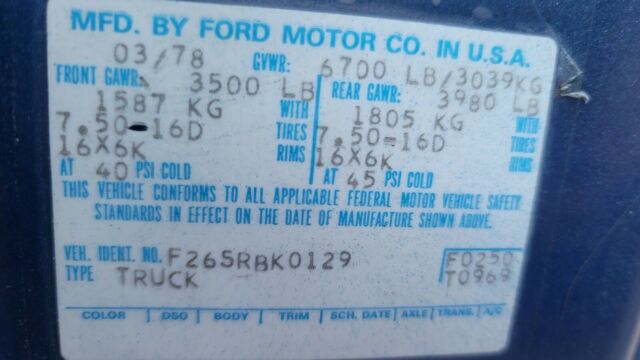 MFD. BY FORD MOTOR CO. IN U.S.A.
03/78 GVWR: 6700 LB/3039KG
FRONT GAWR: 3500 LB REAR GAWR: 3980 LB
1587 KG WITH 1805 KG WITH
7.50-16D TIRES 7.50-16D TIRES
16X6K RIMS 16X6K RIMS
AT 40 PSI COLD AT 45 PSI COLD
THIS VEHICLE CONFORMS TO ALL APPLICABLE FEDERAL MOTOR VEHICLE SAFETY
STANDARDS IN EFFECT ON THE DATE OF MANUFACTURE SHOWN ABOVE.
VEH. IDENT. NO. F26SRBK0129 F0250
TYPE TRUCK T0969
COLOR DSO BODY TRIM SCH. DATE AXLE TRANS. A/C